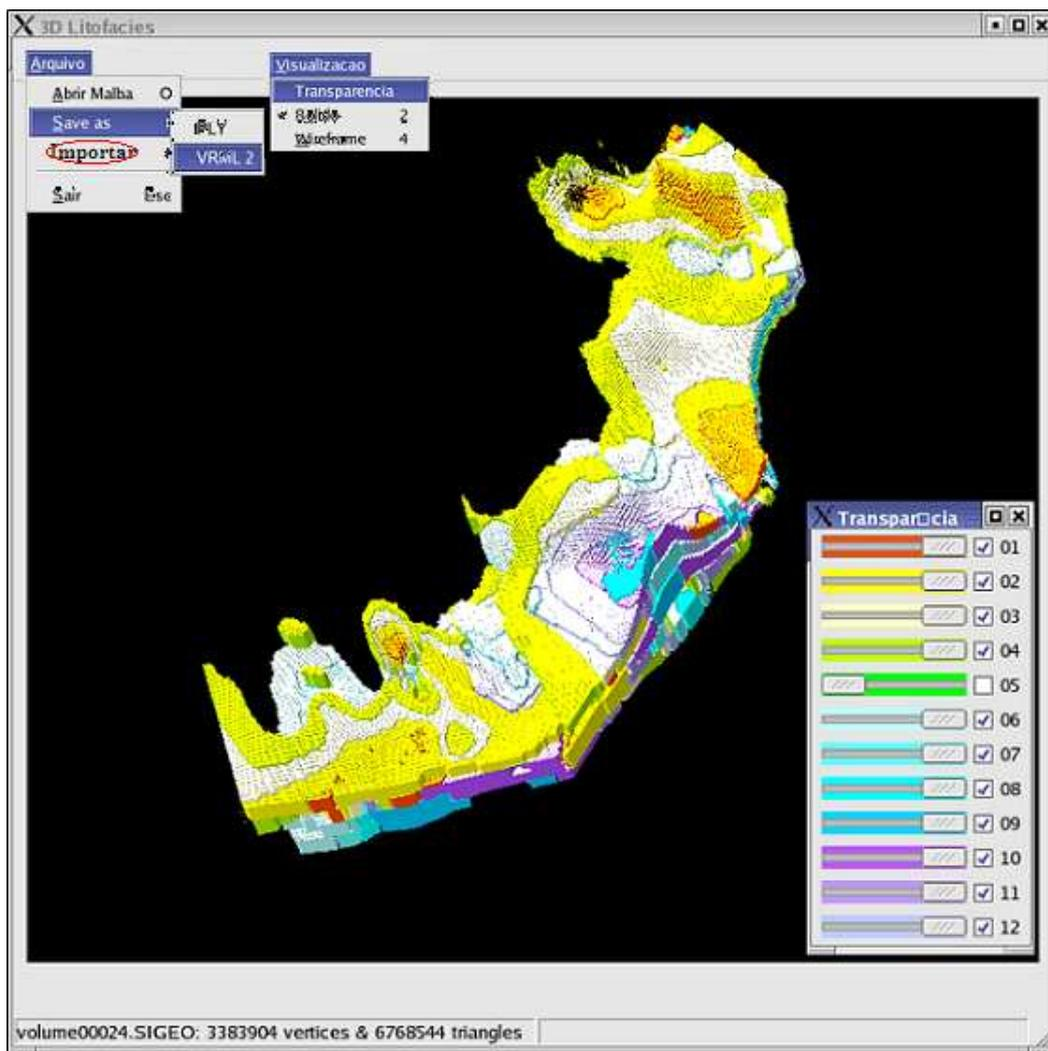 3D Litofacies
Arquivo
Visualizacao
Abrir Malha O
Save as
PLY
Importar
VRML 2
Sair Esc
Transparencia
2
Wireframe 4
01
02
03
04
05
06
07
08
09
10
11
12
volume00024.SIGEO: 3383904 vertices & 6768544 triangles